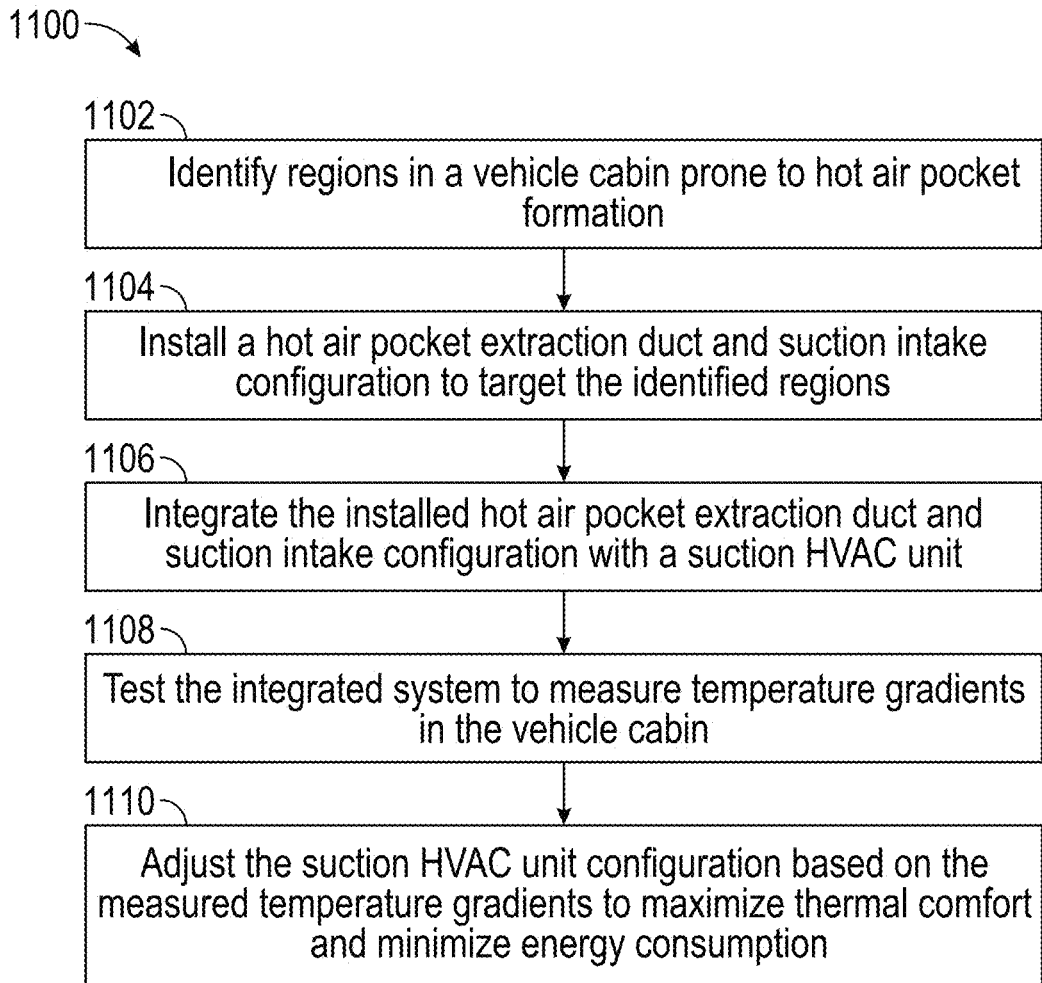 1100
1102
Identify regions in a vehicle cabin prone to hot air pocket
formation
1104
Install a hot air pocket extraction duct and suction intake
configuration to target the identified regions
1106
Integrate the installed hot air pocket extraction duct and
suction intake configuration with a suction HVAC unit
1108
Test the integrated system to measure temperature gradients
in the vehicle cabin
1110
Adjust the suction HVAC unit configuration based on the
measured temperature gradients to maximize thermal comfort
and minimize energy consumption